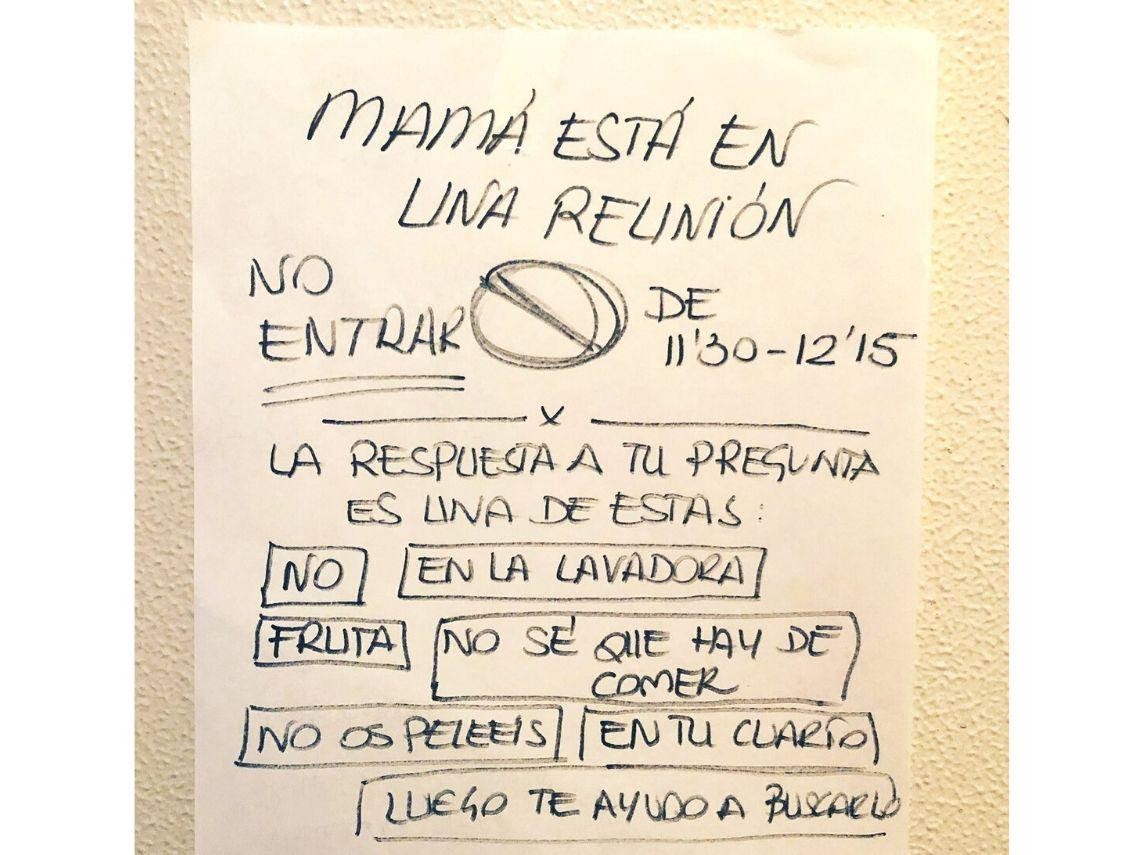 MAMÁ ESTÁ EN
UNA REUNIÓN
NO
ENTRAR
DE
11'30-12'15
x
LA RESPUESTA A TU PREGUNTA
ES UNA DE ESTAS:
NO EN LA LAVADORA
FRUTA NO SÉ QUE HAY DE
COMER
NO OS PELEEIS EN TU CUARTO
LUEGO TE AYUDO A BUSCARLO